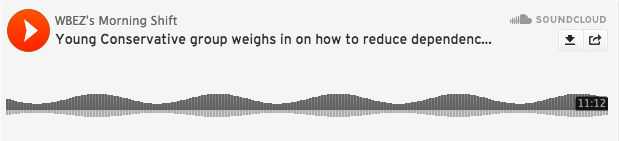 WBEZ's Morning Shift
SOUNDCLOUD
Young Conservative group weighs in on how to reduce dependenc...
11:12